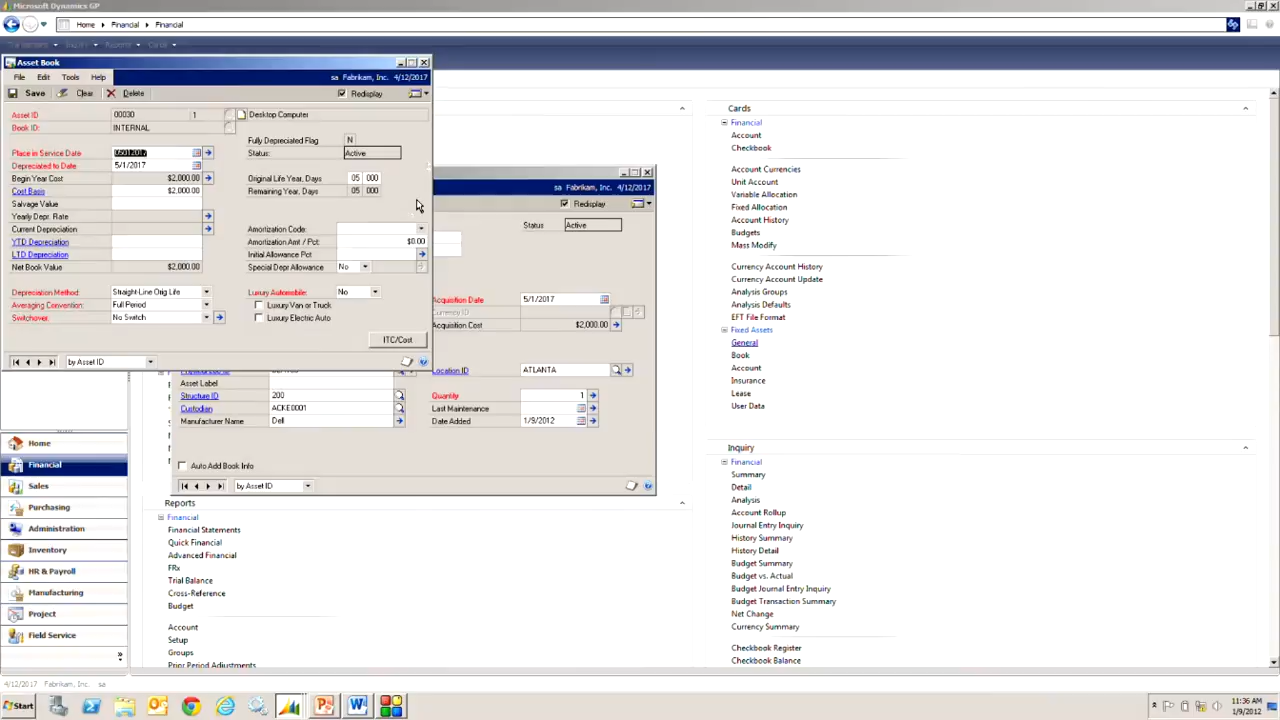 Microsoft Dynamics GP
Home Financial Financial
Transactions Inquiry Reports Cards
Asset Book
File Edit Tools Help sa Fabrikam, Inc. 4/12/2017
Save Clear Delete Redisplay
Asset ID 00030 1 Desktop Computer
Book ID: INTERNAL
Fully Depreciated Flag N
Place in Service Date 05/01/2017 Status: Active
Depreciated to Date 5/1/2017
Begin Year Cost $2,000.00 Original Life Year, Days 05 000
Cost Basis $2,000.00 Remaining Year, Days 05 000
Salvage Value
Yearly Depr. Rate
Current Depreciation Amortization Code:
YTD Depreciation Amortization Amt / Pct: $0.00
LTD Depreciation Initial Allowance Pct
Net Book Value $2,000.00 Special Depr Allowance No
Depreciation Method: Straight-Line Orig Life Luxury Automobile: No
Averaging Convention: Full Period Luxury Van or Truck
Switchover: No Switch Luxury Electric Auto
ITC/Cost
by Asset ID
sa Fabrikam, Inc. 4/12/2017
Redisplay
Status Active
Acquisition Date 5/1/2017
Currency ID
Acquisition Cost $2,000.00
Location ID ATLANTA
Asset Label
Structure ID 200 Quantity 1
Custodian ACKE0001 Last Maintenance
Manufacturer Name Dell Date Added 1/9/2012
Auto Add Book Info
by Asset ID
Cards
Financial
Account
Checkbook
Account Currencies
Unit Account
Variable Allocation
Fixed Allocation
Account History
Budgets
Mass Modify
Currency Account History
Currency Account Update
Analysis Groups
Analysis Defaults
EFT File Format
Fixed Assets
General
Book
Account
Insurance
Lease
User Data
Inquiry
Financial
Summary
Detail
Analysis
Account Rollup
Journal Entry Inquiry
History Summary
History Detail
Budget Summary
Budget vs. Actual
Budget Journal Entry Inquiry
Budget Transaction Summary
Net Change
Currency Summary
Checkbook Register
Checkbook Balance
Reports
Financial
Financial Statements
Quick Financial
Advanced Financial
FRx
Trial Balance
Cross-Reference
Budget
Account
Setup
Groups
Prior Period Adjustments
Home
Financial
Sales
Purchasing
Administration
Inventory
HR & Payroll
Manufacturing
Project
Field Service
4/12/2017 Fabrikam, Inc. sa
Start
11:36 AM
1/9/2012